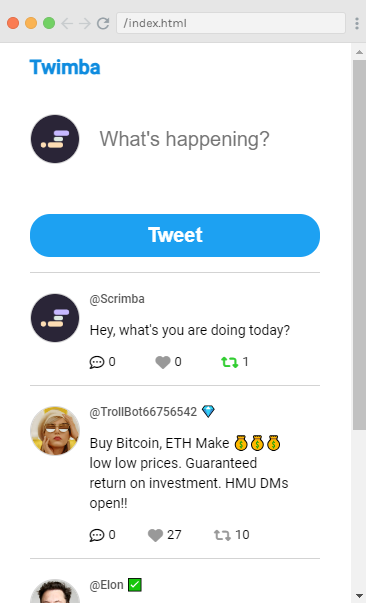 /index.html
Twimba
What's happening?
Tweet
@Scrimba
Hey, what's you are doing today?
0 0 1
@TrollBot66756542 💎
Buy Bitcoin, ETH Make 💰💰💰
low low prices. Guaranteed
return on investment. HMU DMs
open!!
0 27 10
@Elon ✅